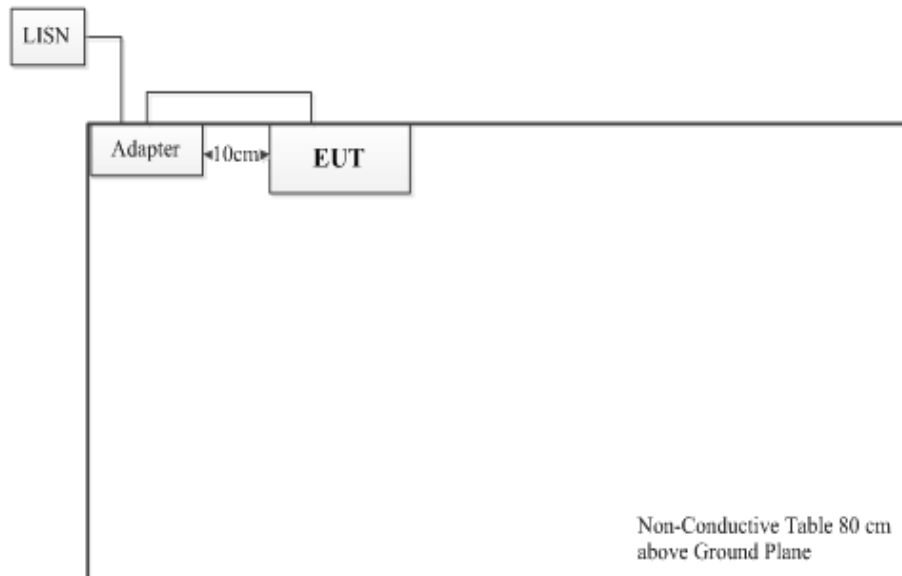 LISN
Adapter
10cm
EUT
Non-Conductive Table 80 cm
above Ground Plane